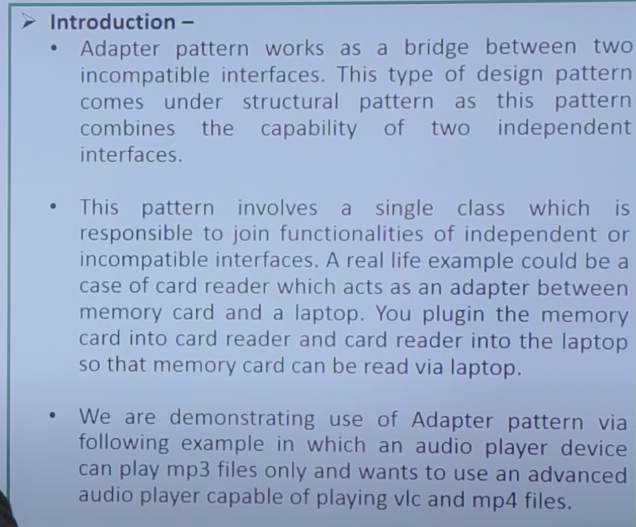 ➤ Introduction –
• Adapter pattern works as a bridge between two
incompatible interfaces. This type of design pattern
comes under structural pattern as this pattern
combines the capability of two independent
interfaces.
• This pattern involves a single class which is
responsible to join functionalities of independent or
incompatible interfaces. A real life example could be a
case of card reader which acts as an adapter between
memory card and a laptop. You plugin the memory
card into card reader and card reader into the laptop
so that memory card can be read via laptop.
• We are demonstrating use of Adapter pattern via
following example in which an audio player device
can play mp3 files only and wants to use an advanced
audio player capable of playing vlc and mp4 files.